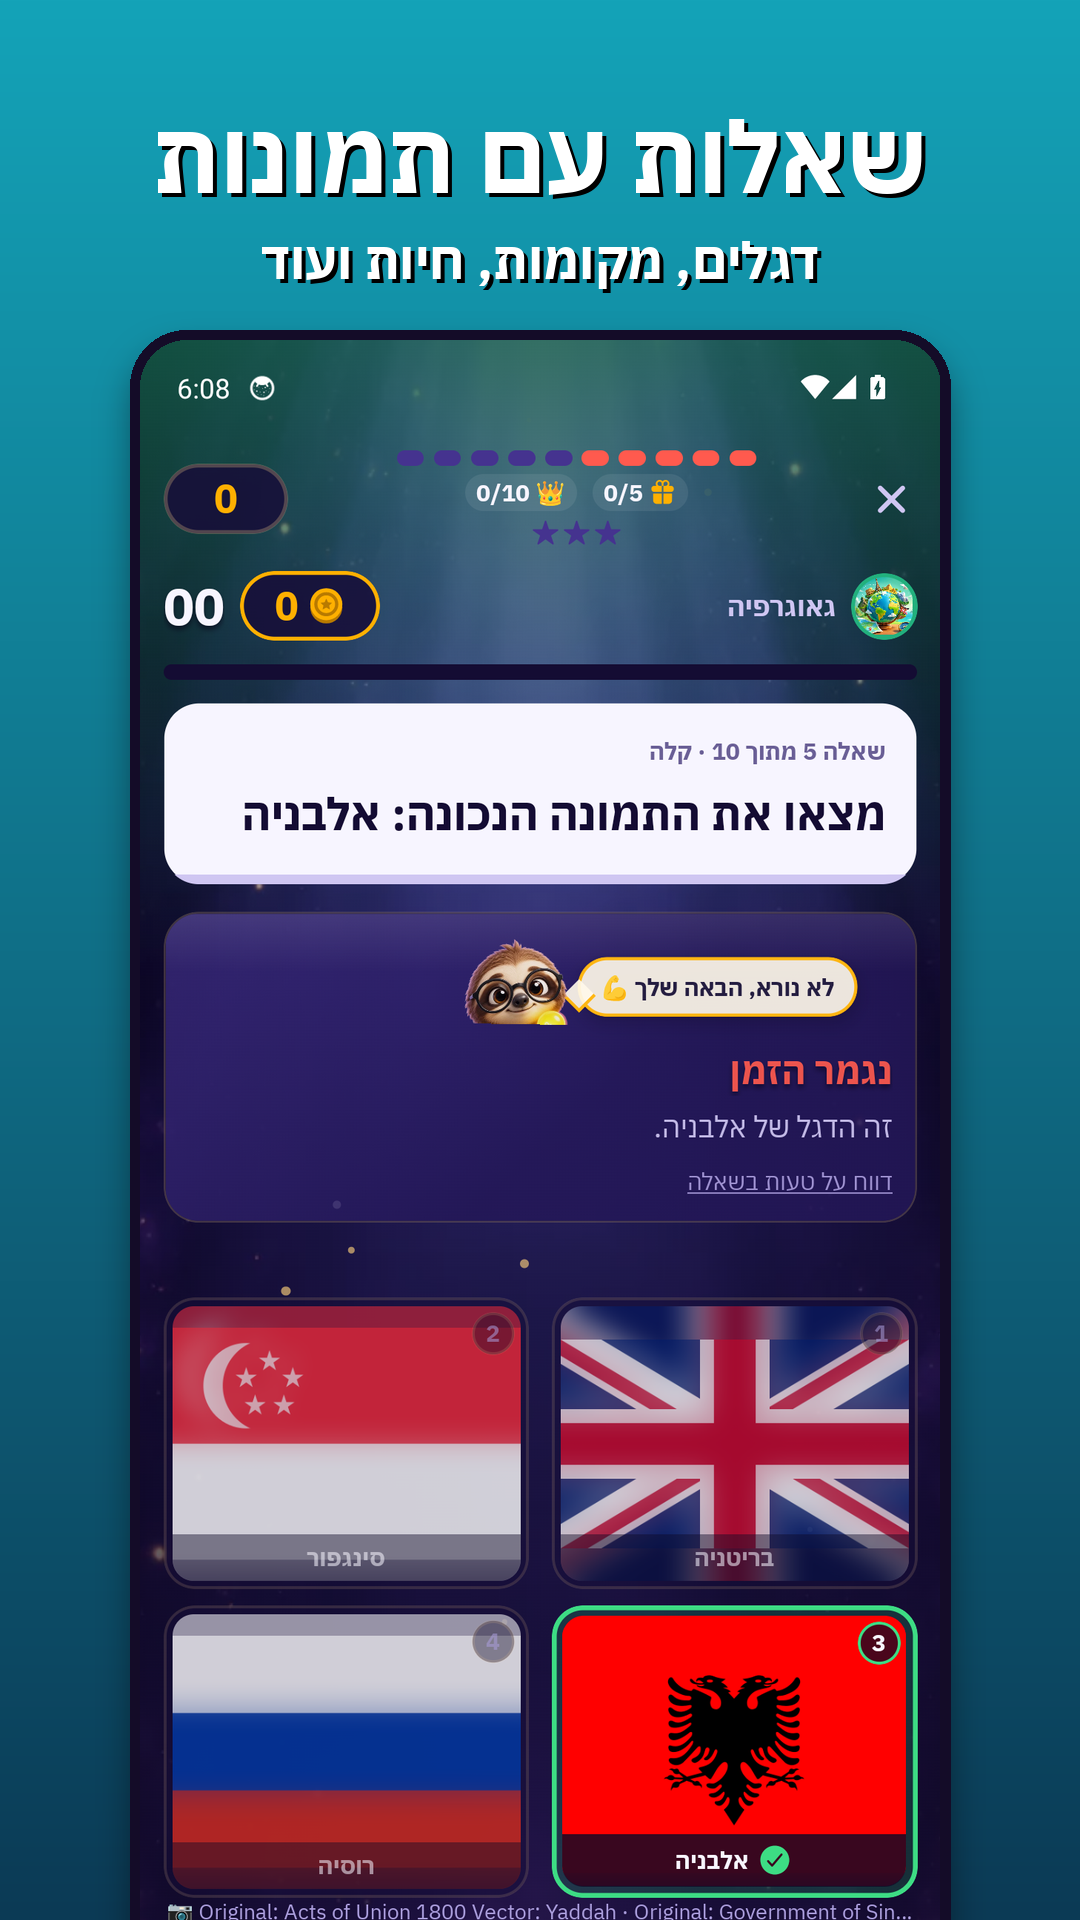 שאלות עם תמונות
דגלים, מקומות, חיות ועוד
6:08
0
0/10 0/5
00 0 גאוגרפיה
שאלה 5 מתוך 10 · קלה
מצאו את התמונה הנכונה: אלבניה
לא נורא, הבאה שלך 💪
נגמר הזמן
זה הדגל של אלבניה.
דווח על טעות בשאלה
1
בריטניה
2
סינגפור
3
אלבניה
4
רוסיה
📷 Original: Acts of Union 1800 Vector: Yaddah · Original: Government of Sin...